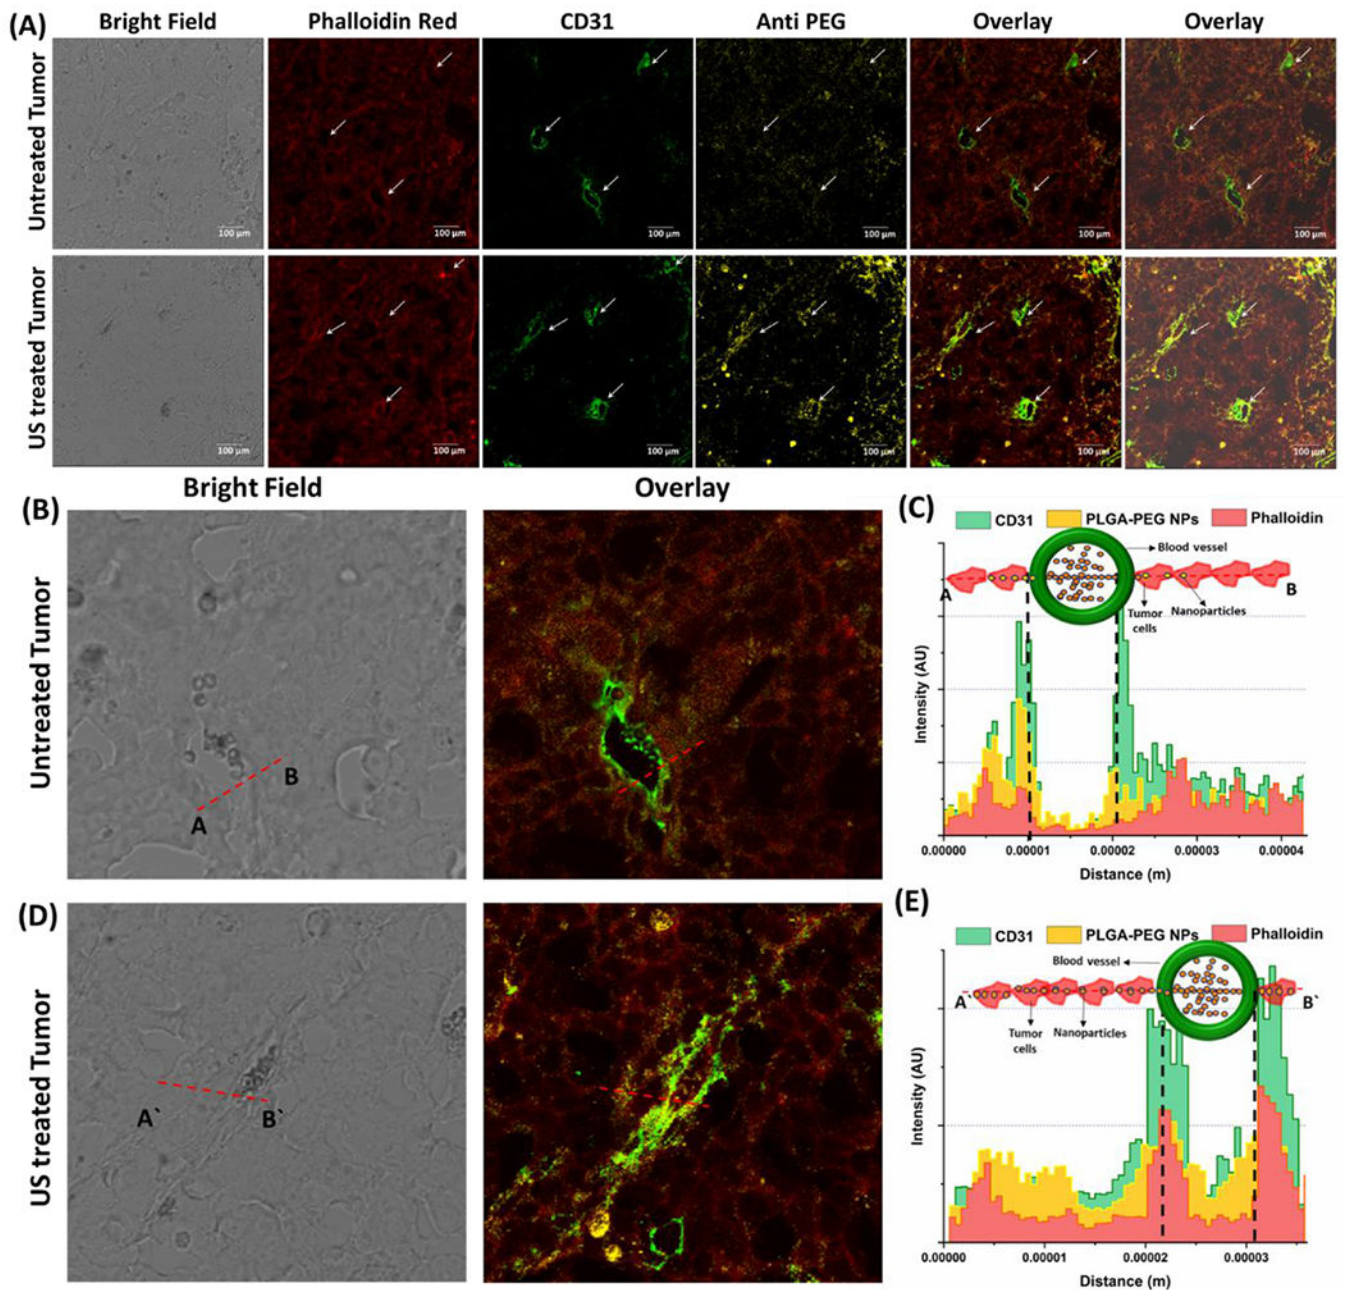 (A)
Bright Field
Phalloidin Red
CD31
Anti PEG
Overlay
Overlay
Untreated Tumor
100 µm
100 µm
100 µm
100 µm
100 µm
100 µm
US treated Tumor
100 µm
100 µm
100 µm
100 µm
100 µm
100 µm
Bright Field
Overlay
(B)
Untreated Tumor
A
B
(C)
CD31
PLGA-PEG NPs
Phalloidin
Blood vessel
A
B
Tumor
cells
Nanoparticles
Intensity (AU)
0.00000
0.00001
0.00002
0.00003
0.00004
Distance (m)
(D)
US treated Tumor
A`
B`
(E)
CD31
PLGA-PEG NPs
Phalloidin
Blood vessel
A`
B`
Tumor
cells
Nanoparticles
Intensity (AU)
0.00000
0.00001
0.00002
0.00003
Distance (m)